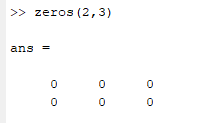 >> zeros(2,3)
ans =
0 0 0
0 0 0